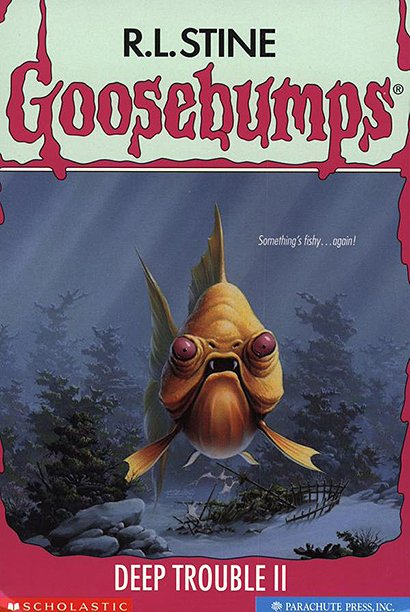 R.L. STINE
Goosebumps®
Something's fishy...again!
DEEP TROUBLE II
SCHOLASTIC
PARACHUTE PRESS, INC.